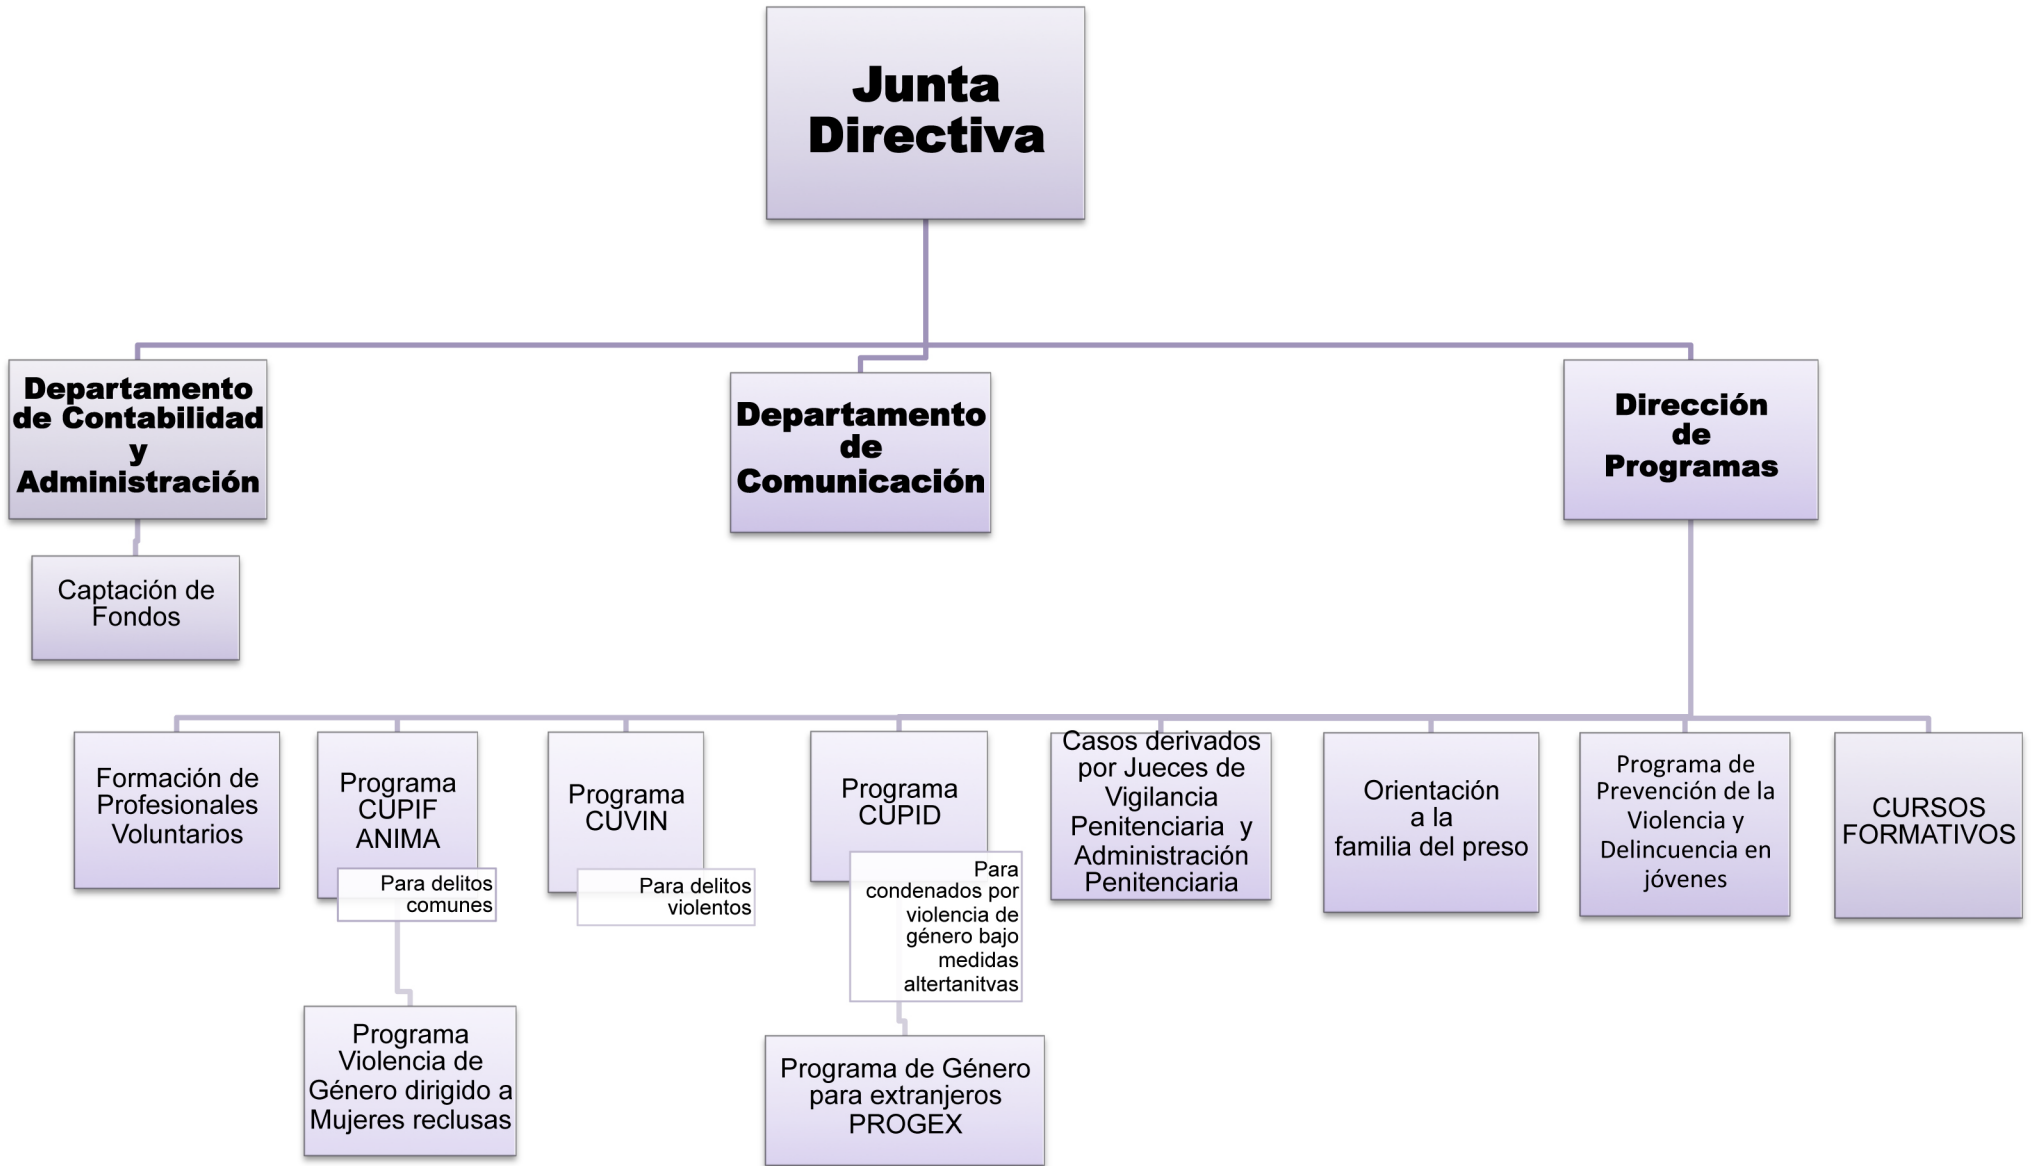 Junta
Directiva
Departamento
de Contabilidad
y
Administración
Departamento
de
Comunicación
Dirección
de
Programas
Captación de
Fondos
Formación de
Profesionales
Voluntarios
Programa
CUPIF
ANIMA
Para delitos
comunes
Programa
CUVIN
Para delitos
violentos
Programa
CUPID
Para
condenados por
violencia de
género bajo
medidas
altertanitvas
Casos derivados
por Jueces de
Vigilancia
Penitenciaria y
Administración
Penitenciaria
Orientación
a la
familia del preso
Programa de
Prevención de la
Violencia y
Delincuencia en
jóvenes
CURSOS
FORMATIVOS
Programa
Violencia de
Género dirigido a
Mujeres reclusas
Programa de Género
para extranjeros
PROGEX